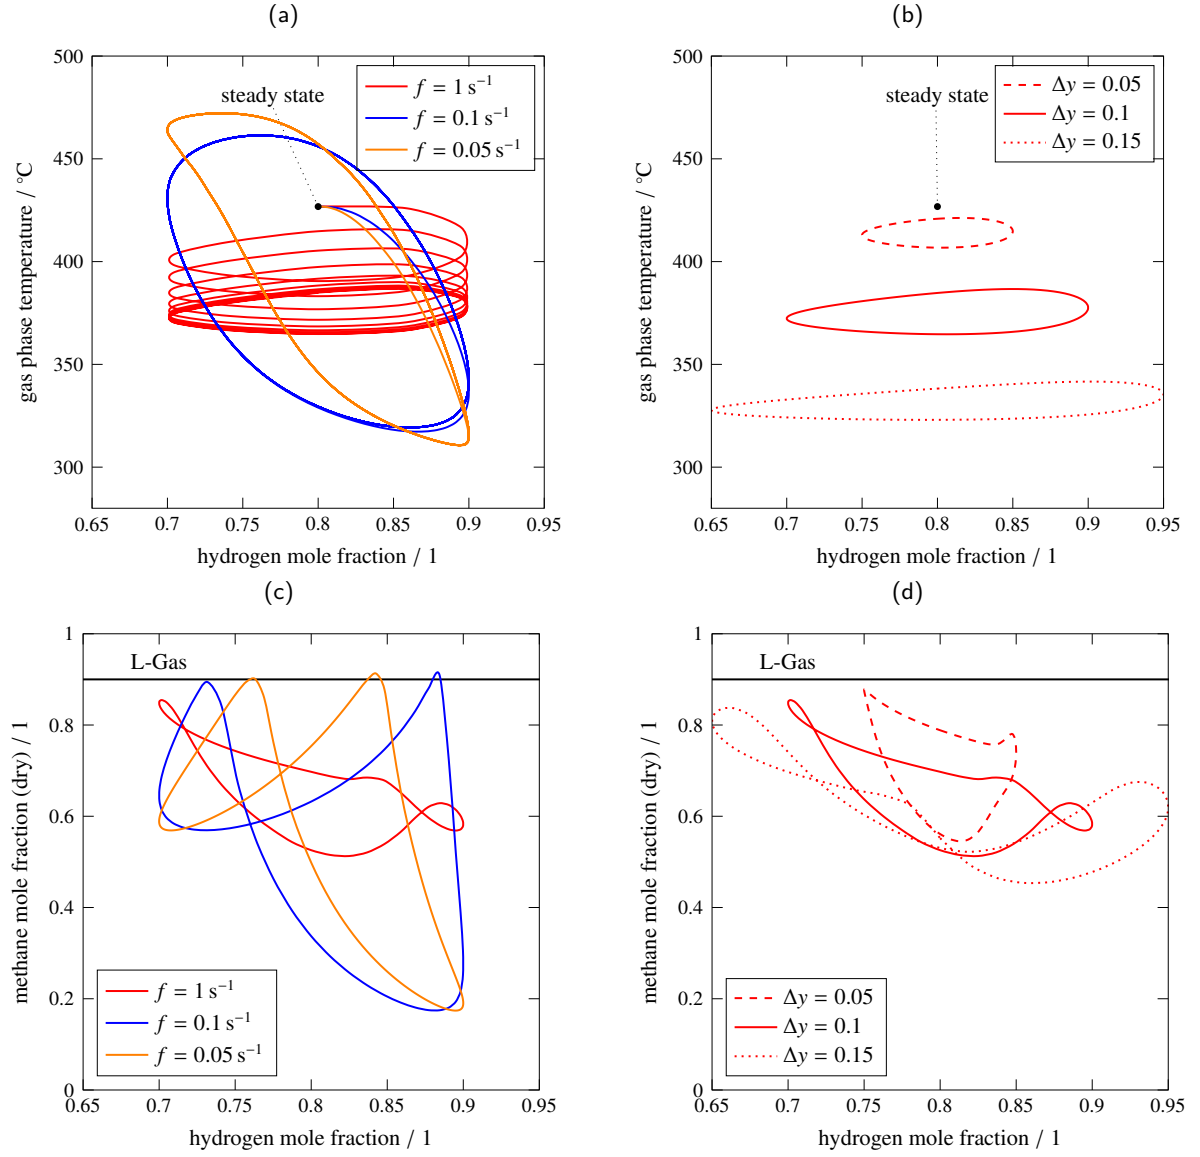 (a)
500
450
400
350
300
gas phase temperature / °C
steady state
f = 1 s⁻¹
f = 0.1 s⁻¹
f = 0.05 s⁻¹
0.65 0.7 0.75 0.8 0.85 0.9 0.95
hydrogen mole fraction / 1
(b)
500
450
400
350
300
gas phase temperature / °C
steady state
Δy = 0.05
Δy = 0.1
Δy = 0.15
0.65 0.7 0.75 0.8 0.85 0.9 0.95
hydrogen mole fraction / 1
(c)
1
0.8
0.6
0.4
0.2
0
methane mole fraction (dry) / 1
L-Gas
f = 1 s⁻¹
f = 0.1 s⁻¹
f = 0.05 s⁻¹
0.65 0.7 0.75 0.8 0.85 0.9 0.95
hydrogen mole fraction / 1
(d)
1
0.8
0.6
0.4
0.2
0
methane mole fraction (dry) / 1
L-Gas
Δy = 0.05
Δy = 0.1
Δy = 0.15
0.65 0.7 0.75 0.8 0.85 0.9 0.95
hydrogen mole fraction / 1